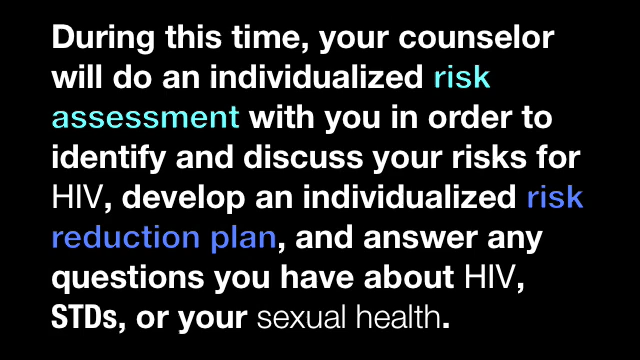 During this time, your counselor
will do an individualized risk
assessment with you in order to
identify and discuss your risks for
HIV, develop an individualized risk
reduction plan, and answer any
questions you have about HIV,
STDs, or your sexual health.